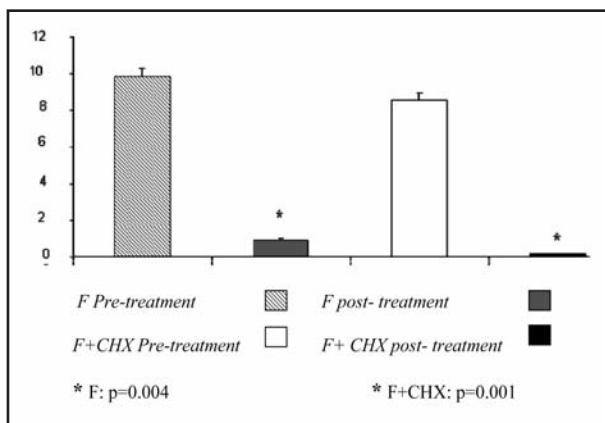 12
10
8
6
4
2
0
-
*
*
F Pre-treatment
F post- treatment
F+CHX Pre-treatment
F+ CHX post- treatment
* F: p=0.004
* F+CHX: p=0.001